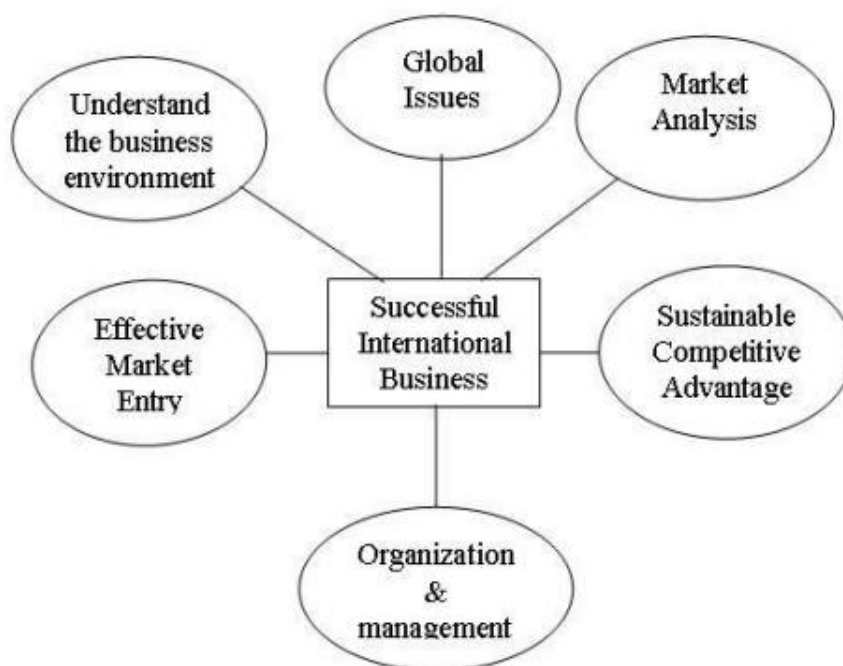 Global
Issues
Market
Analysis
Understand
the business
environment
Successful
International
Business
Effective
Market
Entry
Sustainable
Competitive
Advantage
Organization
&
management